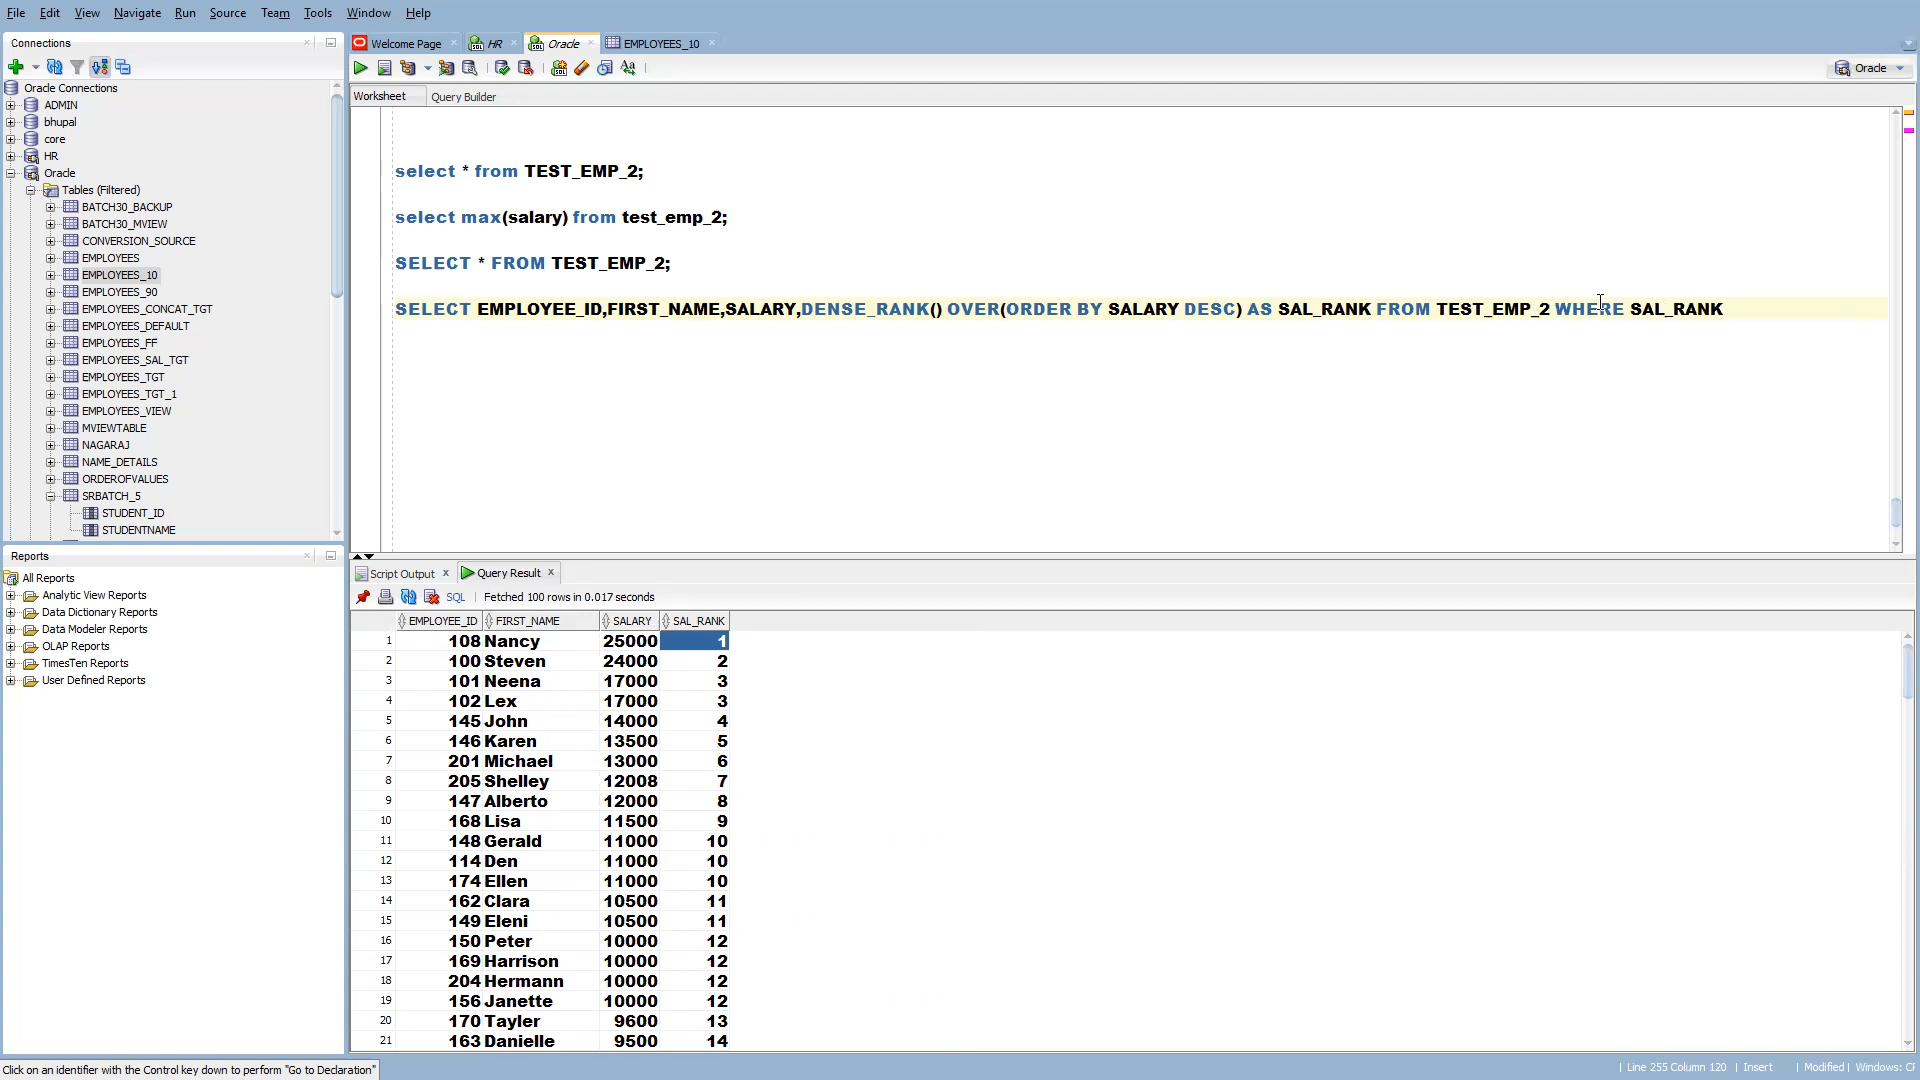 File Edit View Navigate Run Source Team Tools Window Help
Connections
Oracle Connections
ADMIN
bhupal
core
HR
Oracle
Tables (Filtered)
BATCH30_BACKUP
BATCH30_MVIEW
CONVERSION_SOURCE
EMPLOYEES
EMPLOYEES_10
EMPLOYEES_90
EMPLOYEES_CONCAT_TGT
EMPLOYEES_DEFAULT
EMPLOYEES_FF
EMPLOYEES_SAL_TGT
EMPLOYEES_TGT
EMPLOYEES_TGT_1
EMPLOYEES_VIEW
MVIEWTABLE
NAGARAJ
NAME_DETAILS
ORDEROFVALUES
SRBATCH_5
STUDENT_ID
STUDENTNAME
Reports
All Reports
Analytic View Reports
Data Dictionary Reports
Data Modeler Reports
OLAP Reports
TimesTen Reports
User Defined Reports
Welcome Page HR Oracle EMPLOYEES_10
Oracle
Worksheet Query Builder
select * from TEST_EMP_2;
select max(salary) from test_emp_2;
SELECT * FROM TEST_EMP_2;
SELECT EMPLOYEE_ID,FIRST_NAME,SALARY,DENSE_RANK() OVER(ORDER BY SALARY DESC) AS SAL_RANK FROM TEST_EMP_2 WHERE SAL_RANK
Script Output Query Result
SQL Fetched 100 rows in 0.017 seconds
EMPLOYEE_ID FIRST_NAME SALARY SAL_RANK
1 108 Nancy 25000 1
2 100 Steven 24000 2
3 101 Neena 17000 3
4 102 Lex 17000 3
5 145 John 14000 4
6 146 Karen 13500 5
7 201 Michael 13000 6
8 205 Shelley 12008 7
9 147 Alberto 12000 8
10 168 Lisa 11500 9
11 148 Gerald 11000 10
12 114 Den 11000 10
13 174 Ellen 11000 10
14 162 Clara 10500 11
15 149 Eleni 10500 11
16 150 Peter 10000 12
17 169 Harrison 10000 12
18 204 Hermann 10000 12
19 156 Janette 10000 12
20 170 Tayler 9600 13
21 163 Danielle 9500 14
Click on an identifier with the Control key down to perform "Go to Declaration"
Line 255 Column 120 | Insert | Modified | Windows: CF